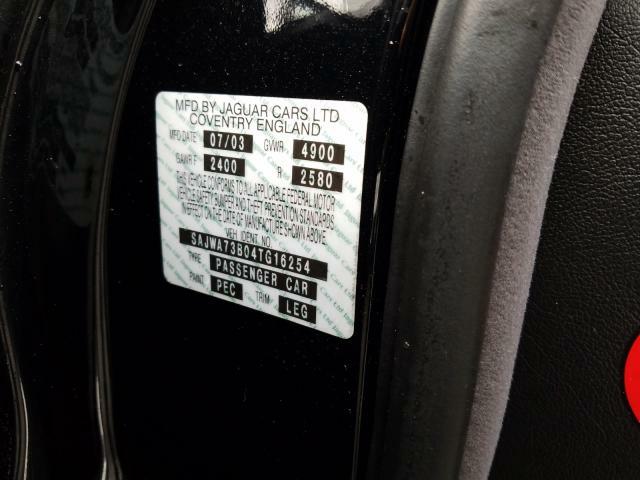 MFD BY JAGUAR CARS LTD
COVENTRY ENGLAND
MFD DATE 07/03 GVWR 4900
GAWR F 2400 R 2580
THIS VEHICLE CONFORMS TO ALL APPLICABLE FEDERAL MOTOR
VEHICLE SAFETY BUMPER AND THEFT PREVENTION STANDARDS
IN EFFECT ON THE DATE OF MANUFACTURE SHOWN ABOVE.
VEH IDENT. NO.
SAJWA73B04TG16254
TYPE PASSENGER CAR
PAINT PEC TRIM LEG